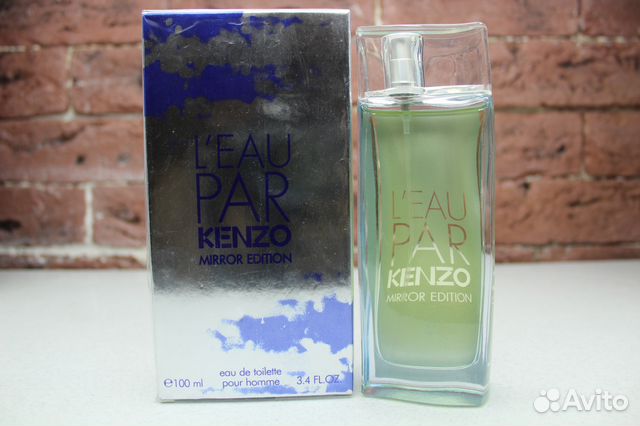 L'EAU
PAR
KENZO
MIRROR EDITION
eau de toilette
pour homme
℮100 ml
3.4 FL.OZ.
L'EAU
PAR
KENZO
MIRROR EDITION
Avito